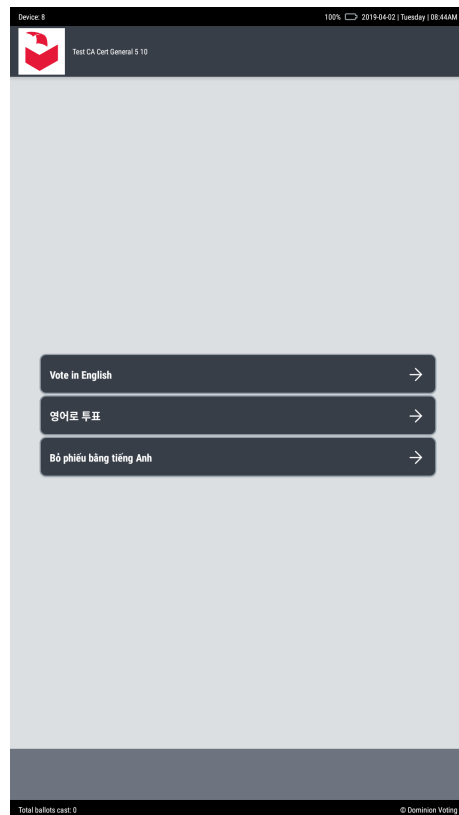 Device: 8 100% 2019-04-02 | Tuesday | 08:44AM
Test CA Cert General 5 10
Vote in English
영어로 투표
Bỏ phiếu bằng tiếng Anh
Total ballots cast: 0 © Dominion Voting